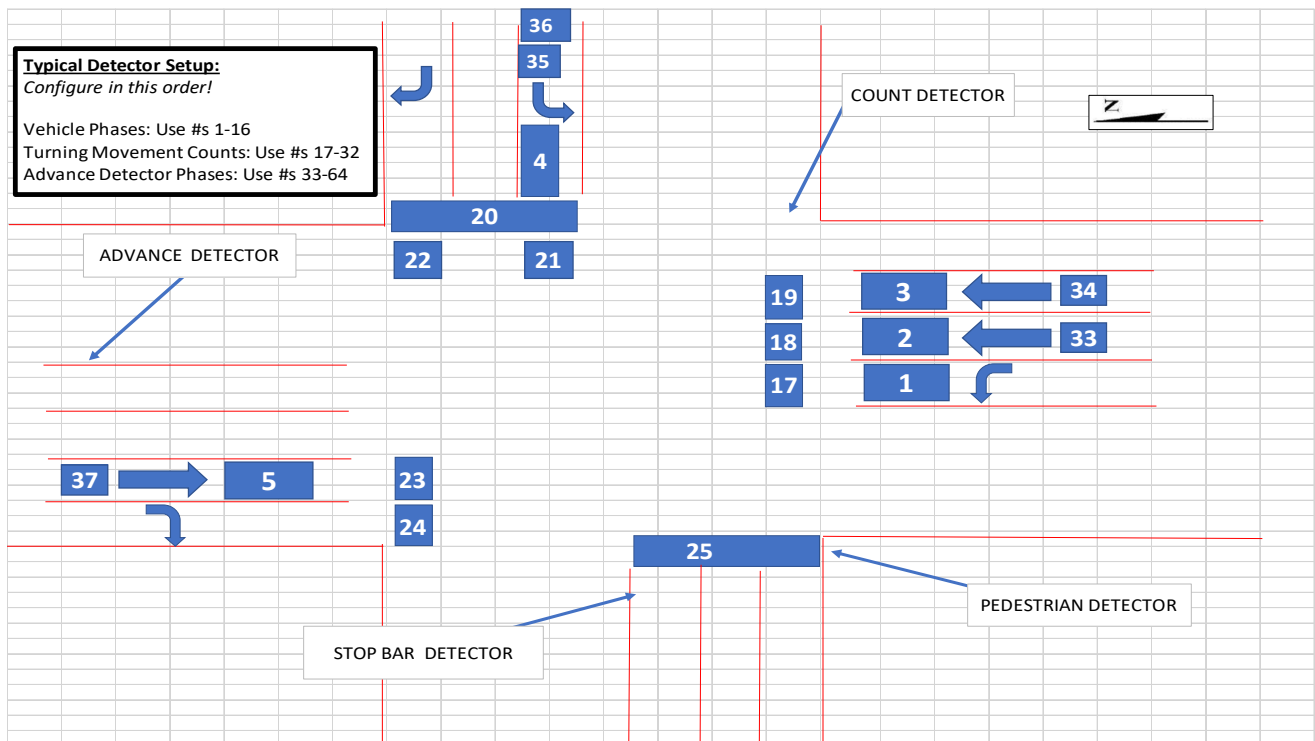 36
35
Typical Detector Setup:
Configure in this order!
Vehicle Phases: Use #s 1-16
Turning Movement Counts: Use #s 17-32
Advance Detector Phases: Use #s 33-64
COUNT DETECTOR
N
4
20
ADVANCE DETECTOR
22
21
19
3
34
18
2
33
17
1
37
5
23
24
25
PEDESTRIAN DETECTOR
STOP BAR DETECTOR